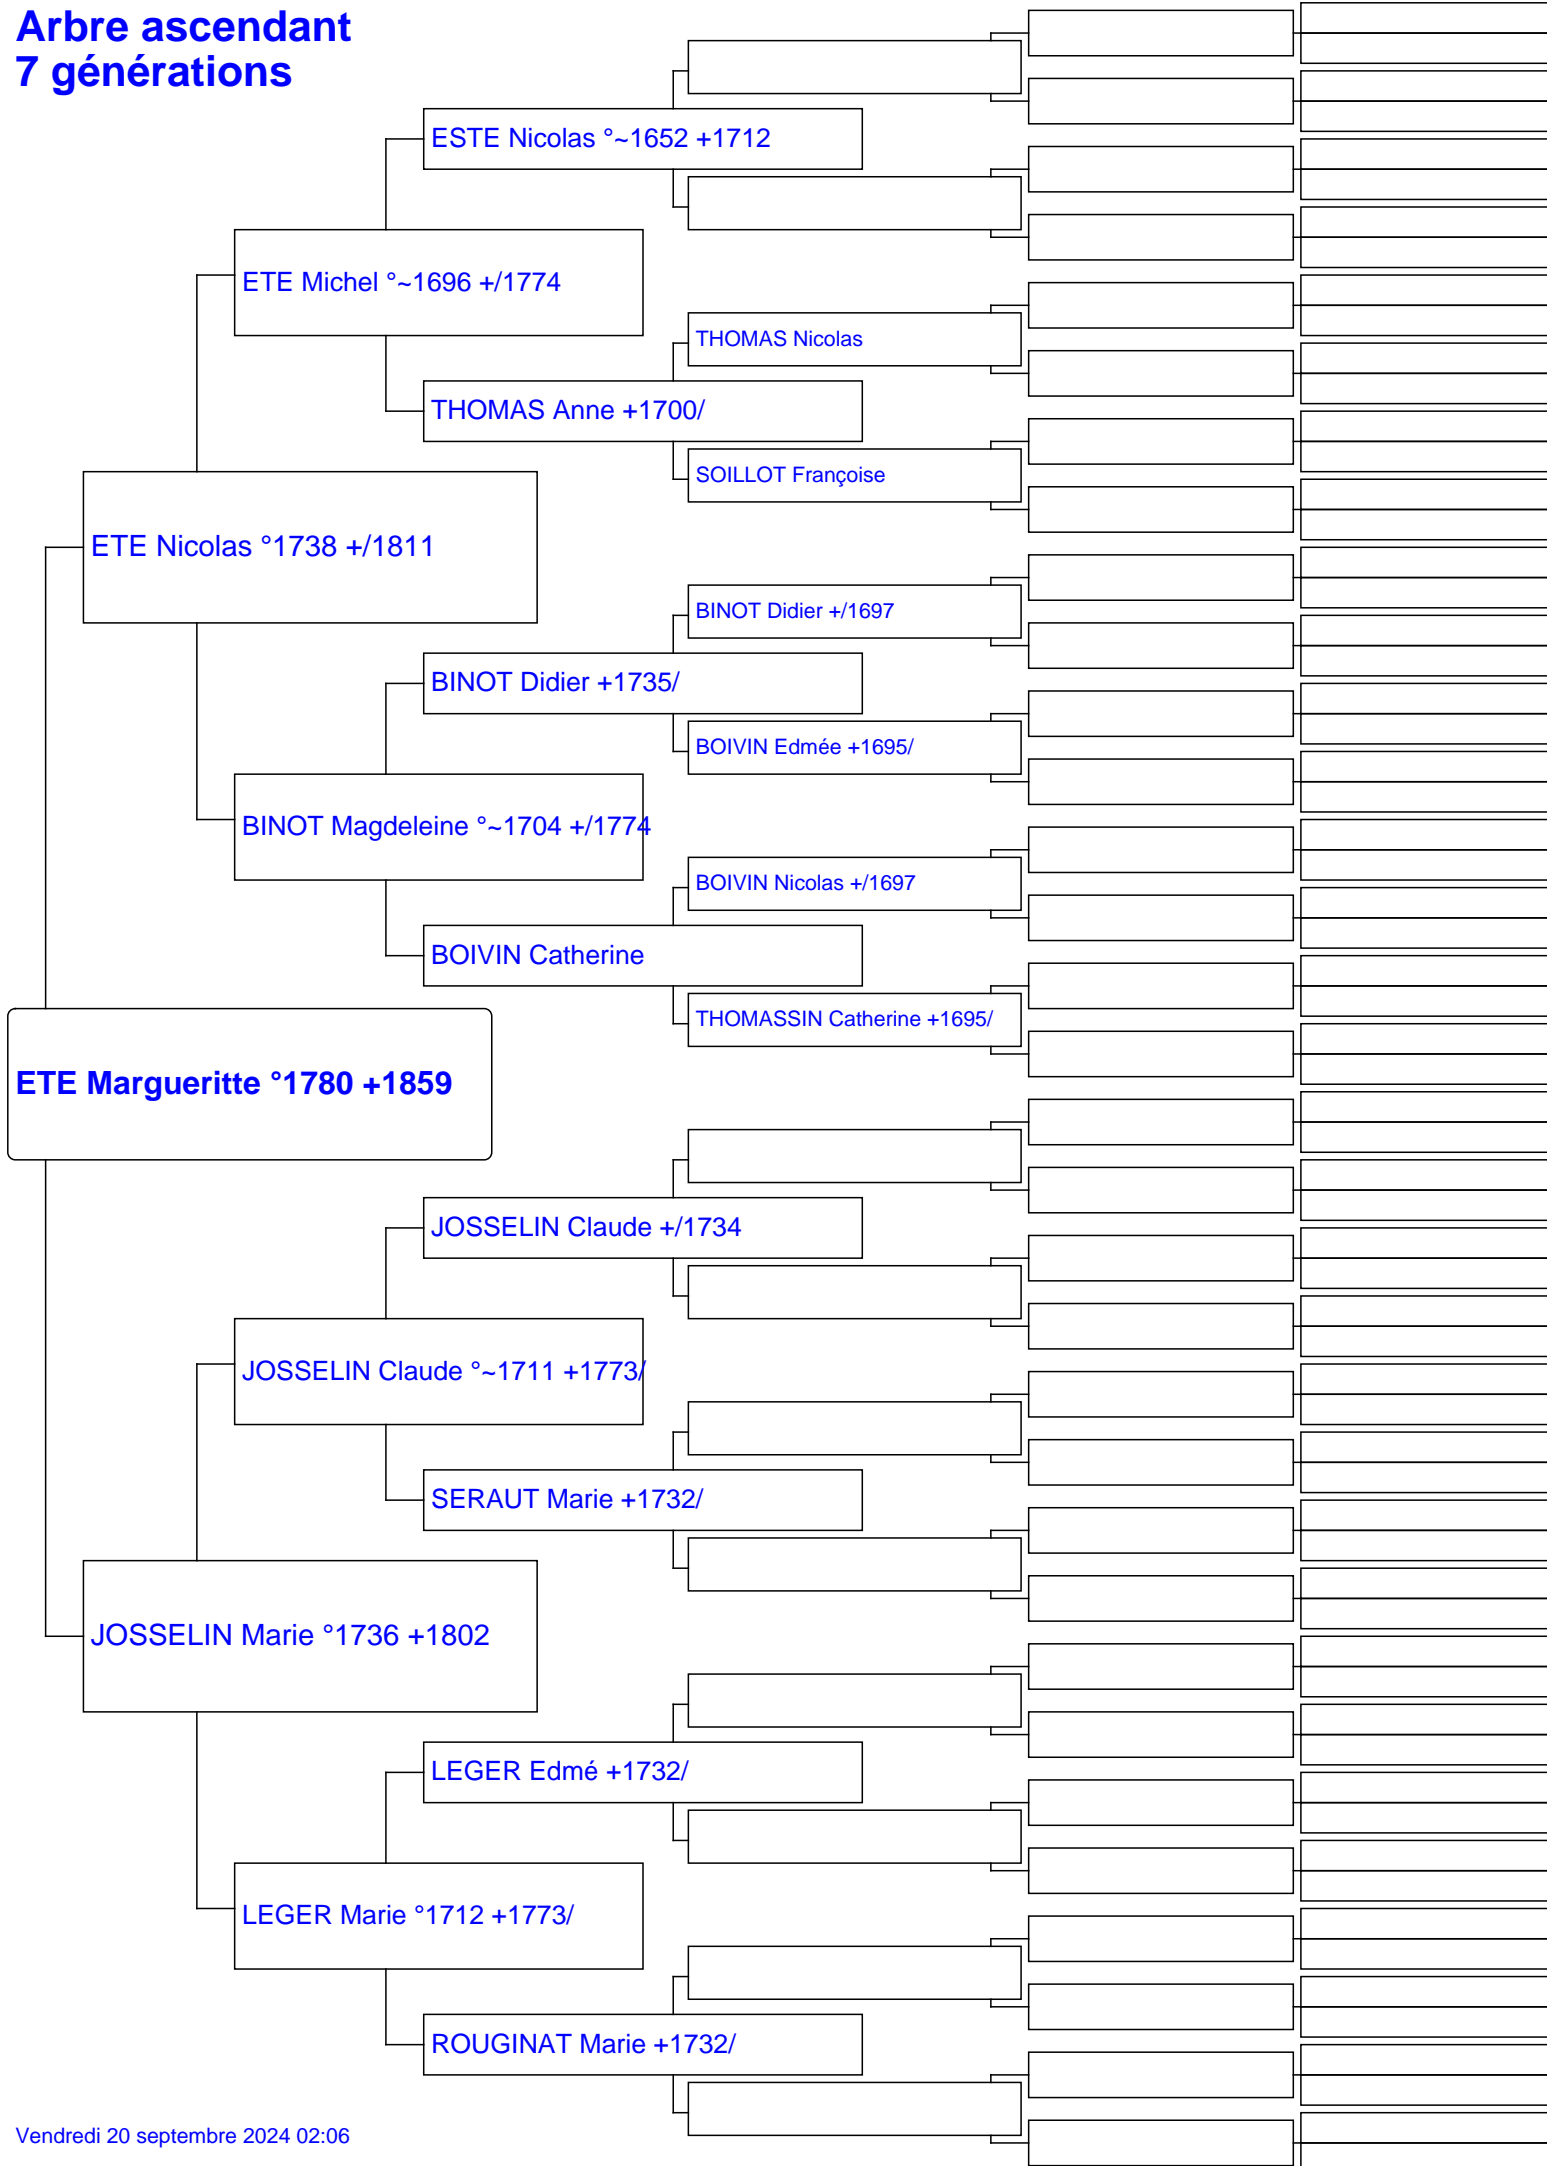 Arbre ascendant
7 générations
ESTE Nicolas °~1652 +1712
ETE Michel °~1696 +/1774
THOMAS Nicolas
THOMAS Anne +1700/
SOILLOT Françoise
ETE Nicolas °1738 +/1811
BINOT Didier +/1697
BINOT Didier +1735/
BOIVIN Edmée +1695/
BINOT Magdeleine °~1704 +/1774
BOIVIN Nicolas +/1697
BOIVIN Catherine
THOMASSIN Catherine +1695/
ETE Margueritte °1780 +1859
JOSSELIN Claude +/1734
JOSSELIN Claude °~1711 +1773/
SERAUT Marie +1732/
JOSSELIN Marie °1736 +1802
LEGER Edmé +1732/
LEGER Marie °1712 +1773/
ROUGINAT Marie +1732/
Vendredi 20 septembre 2024 02:06